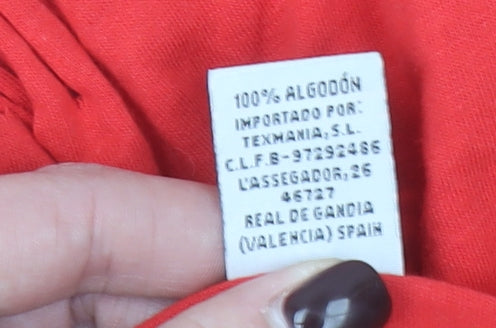 100% ALGODÓN
IMPORTADO POR:
TEXMANIA, S.L.
C.I.F.B-97292486
L'ASSEGADOR, 26
46727
REAL DE GANDIA
(VALENCIA) SPAIN